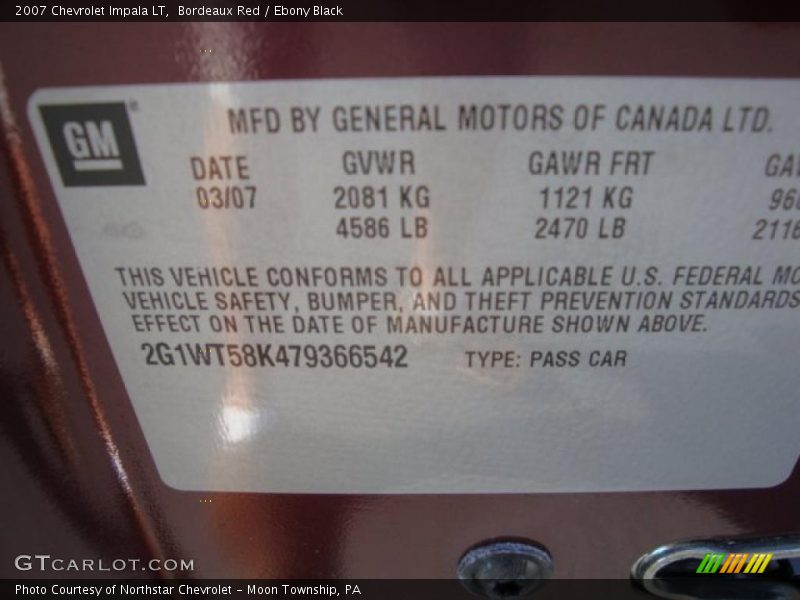 2007 Chevrolet Impala LT,  Bordeaux Red / Ebony Black
GM
MFD BY GENERAL MOTORS OF CANADA LTD.
DATE GVWR GAWR FRT
03/07 2081 KG 1121 KG
4586 LB 2470 LB 2116
THIS VEHICLE CONFORMS TO ALL APPLICABLE U.S. FEDERAL
VEHICLE SAFETY, BUMPER, AND THEFT PREVENTION STANDARDS
EFFECT ON THE DATE OF MANUFACTURE SHOWN ABOVE.
2G1WT58K479366542 TYPE: PASS CAR
GTCARLOT.COM
Photo Courtesy of Northstar Chevrolet - Moon Township, PA